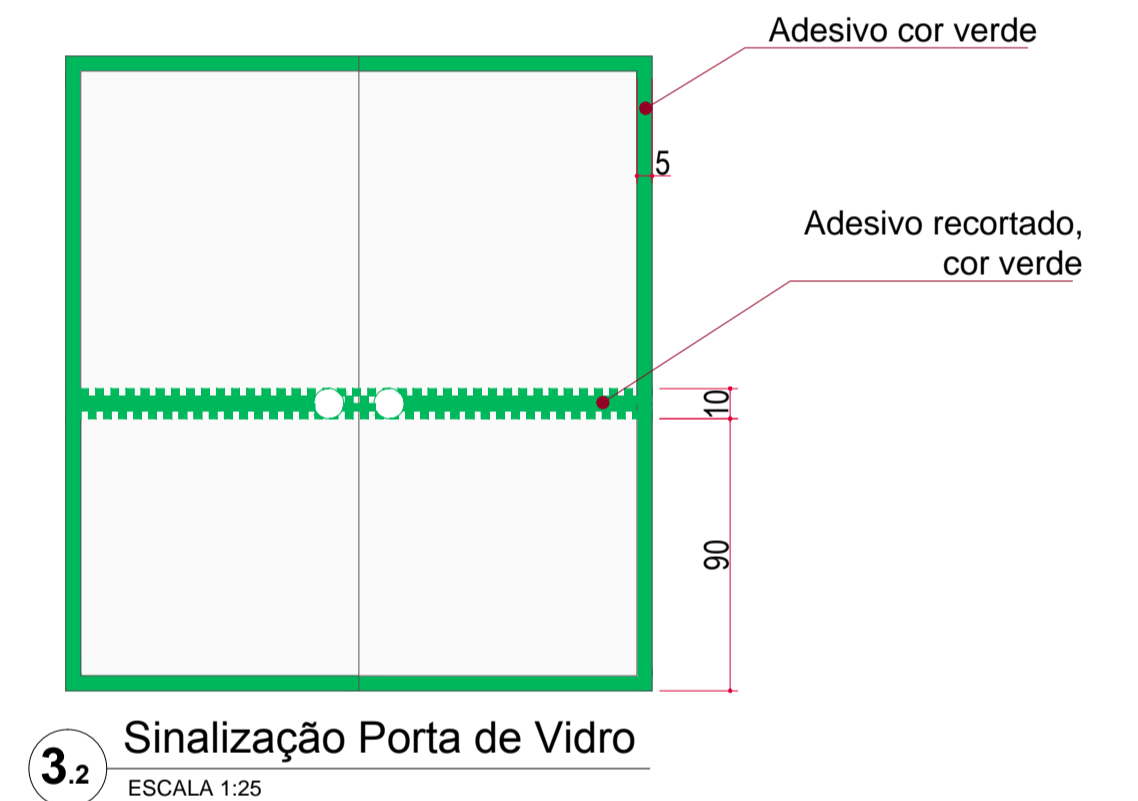 Adesivo cor verde
5
Adesivo recortado,
cor verde
10
90
Sinalização Porta de Vidro
3.2
ESCALA 1:25